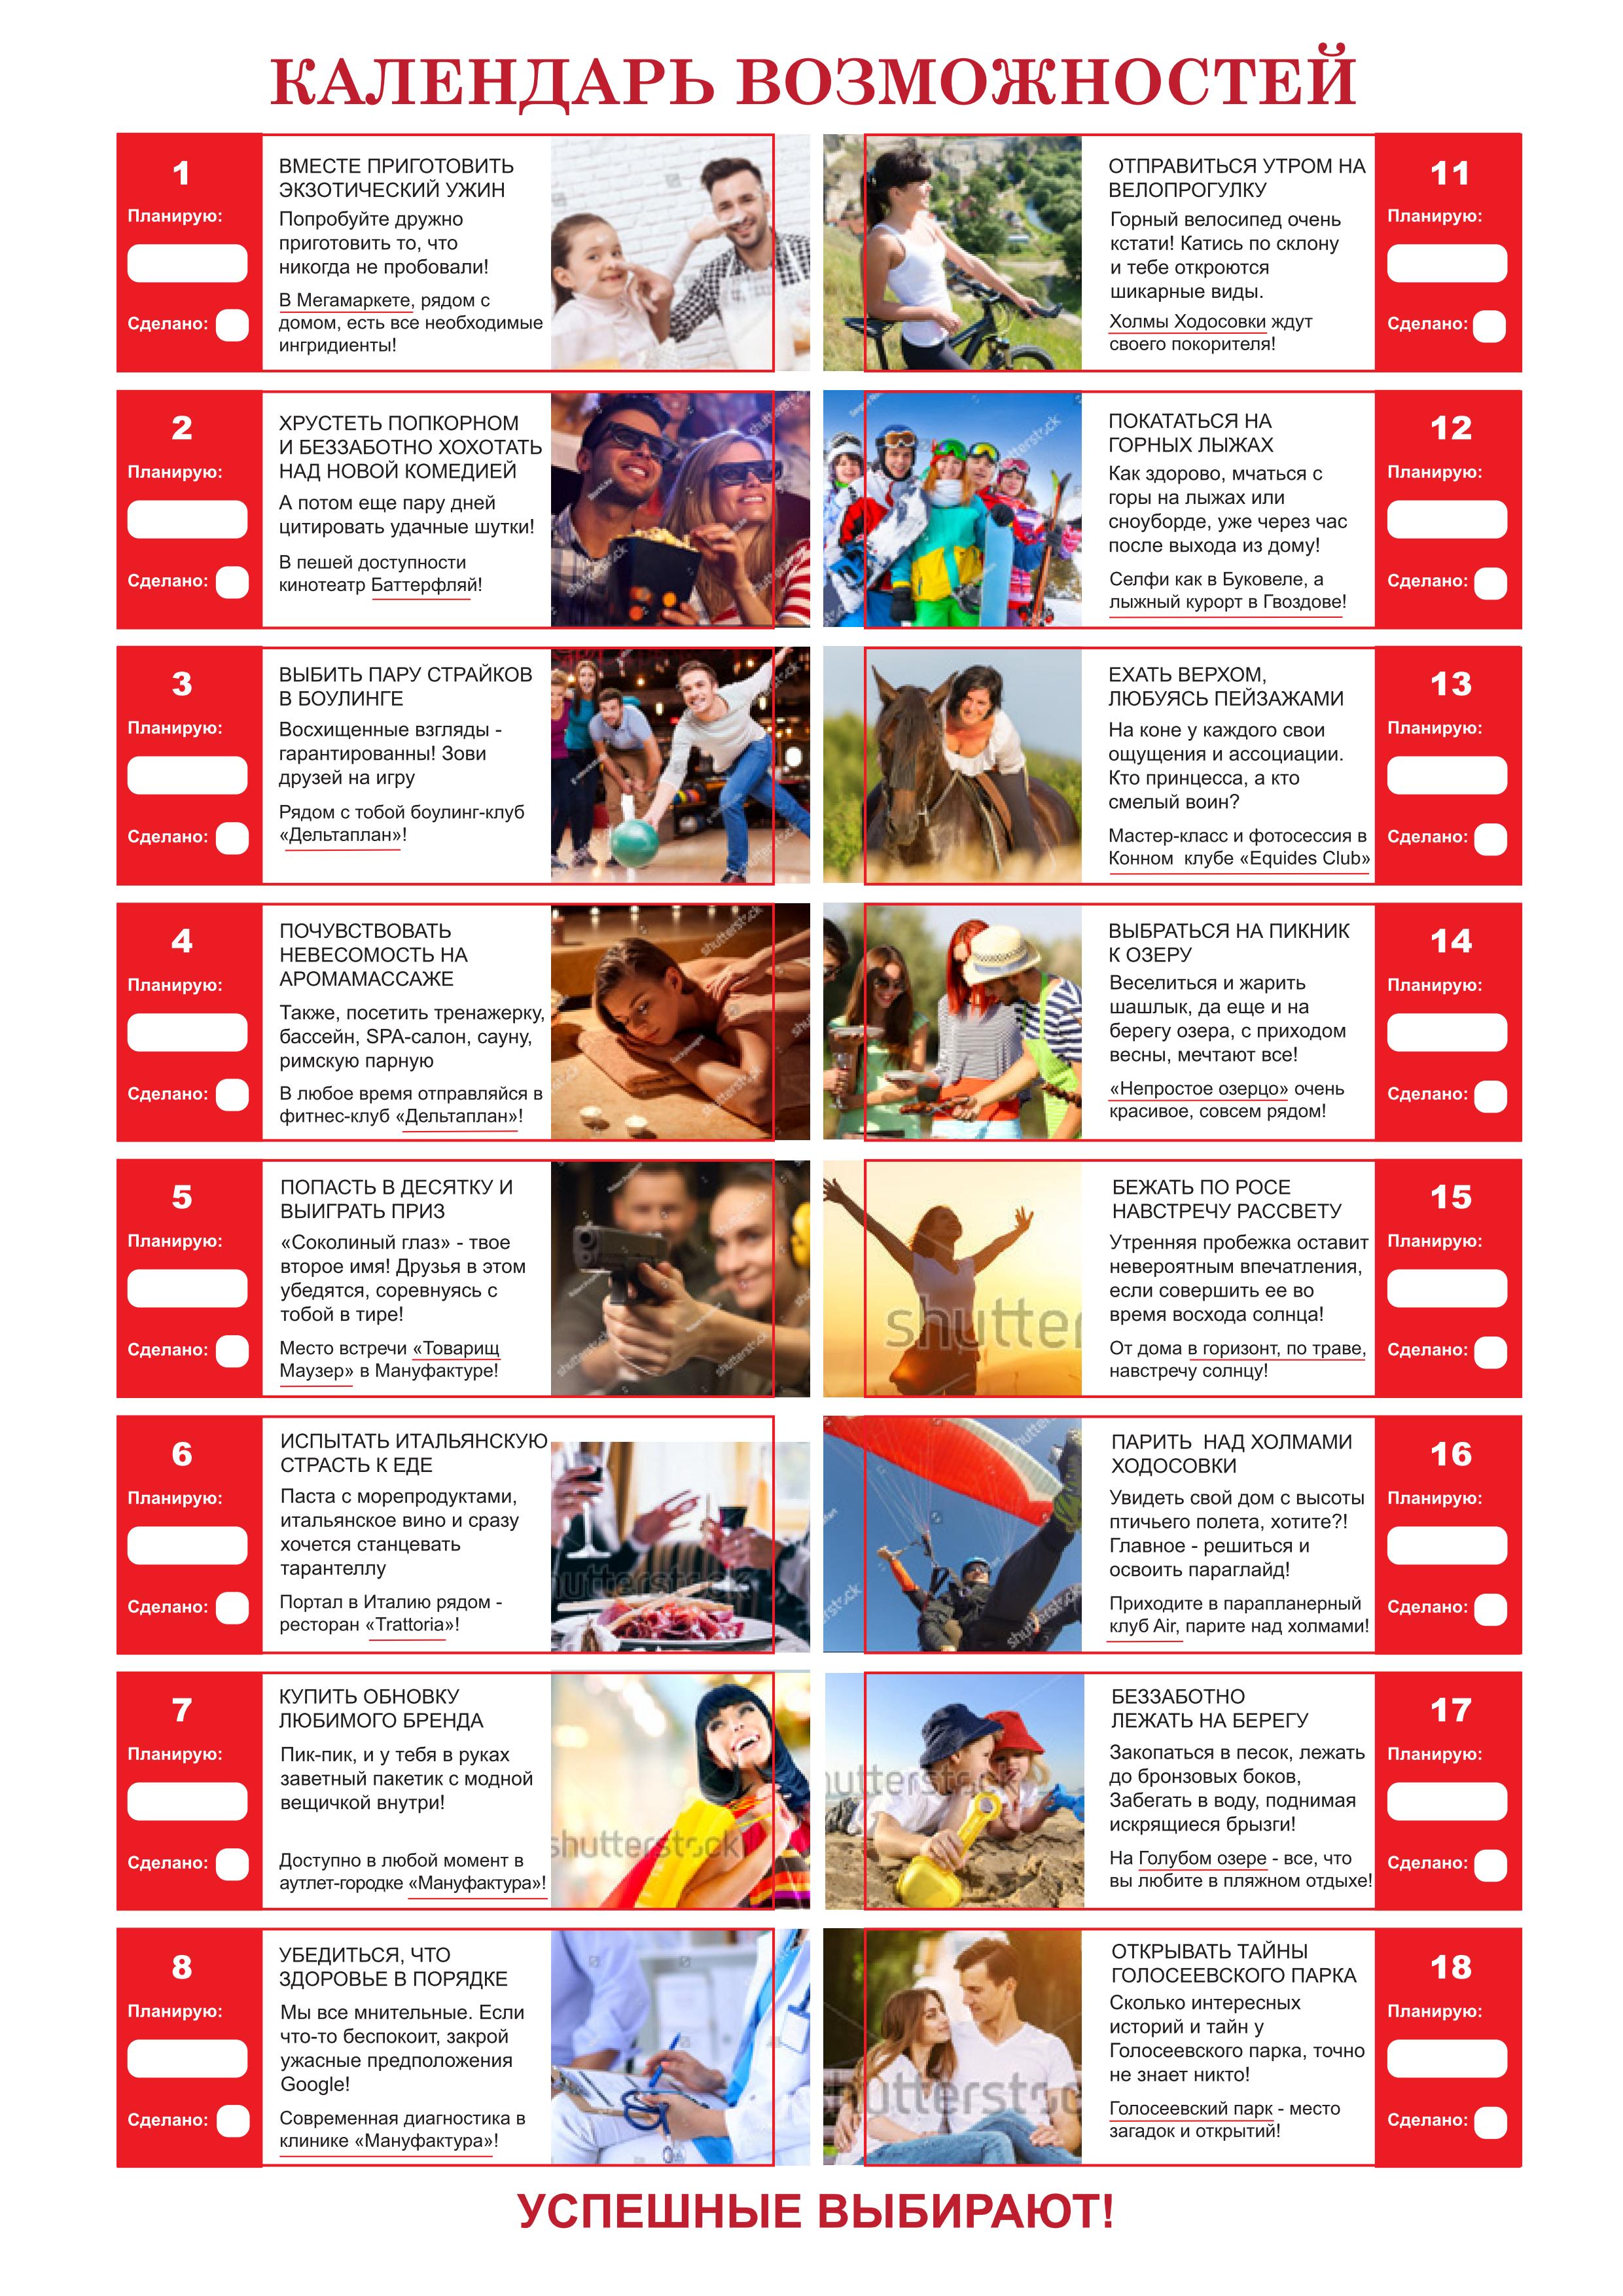 КАЛЕНДАРЬ ВОЗМОЖНОСТЕЙ
1
Планирую:
Сделано:
ВМЕСТЕ ПРИГОТОВИТЬ
ЭКЗОТИЧЕСКИЙ УЖИН
Попробуйте дружно
приготовить то, что
никогда не пробовали!
В Мегамаркете, рядом с
домом, есть все необходимые
ингридиенты!
2
Планирую:
Сделано:
ХРУСТЕТЬ ПОПКОРНОМ
И БЕЗЗАБОТНО ХОХОТАТЬ
НАД НОВОЙ КОМЕДИЕЙ
А потом еще пару дней
цитировать удачные шутки!
В пешей доступности
кинотеатр Баттерфляй!
3
Планирую:
Сделано:
ВЫБИТЬ ПАРУ СТРАЙКОВ
В БОУЛИНГЕ
Восхищенные взгляды -
гарантированны! Зови
друзей на игру
Рядом с тобой боулинг-клуб
«Дельтаплан»!
4
Планирую:
Сделано:
ПОЧУВСТВОВАТЬ
НЕВЕСОМОСТЬ НА
АРОМАМАССАЖЕ
Также, посетить тренажерку,
бассейн, SPA-салон, сауну,
римскую парную
В любое время отправляйся в
фитнес-клуб «Дельтаплан»!
5
Планирую:
Сделано:
ПОПАСТЬ В ДЕСЯТКУ И
ВЫИГРАТЬ ПРИЗ
«Соколиный глаз» - твое
второе имя! Друзья в этом
убедятся, соревнуясь с
тобой в тире!
Место встречи «Товарищ
Маузер» в Мануфактуре!
6
Планирую:
Сделано:
ИСПЫТАТЬ ИТАЛЬЯНСКУЮ
СТРАСТЬ К ЕДЕ
Паста с морепродуктами,
итальянское вино и сразу
хочется станцевать
тарантеллу
Портал в Италию рядом -
ресторан «Trattoria»!
7
Планирую:
Сделано:
КУПИТЬ ОБНОВКУ
ЛЮБИМОГО БРЕНДА
Пик-пик, и у тебя в руках
заветный пакетик с модной
вещичкой внутри!
Доступно в любой момент в
аутлет-городке «Мануфактура»!
shutterstock
8
Планирую:
Сделано:
УБЕДИТЬСЯ, ЧТО
ЗДОРОВЬЕ В ПОРЯДКЕ
Мы все мнительные. Если
что-то беспокоит, закрой
ужасные предположения
Google!
Современная диагностика в
клинике «Мануфактура»!
11
Планирую:
Сделано:
ОТПРАВИТЬСЯ УТРОМ НА
ВЕЛОПРОГУЛКУ
Горный велосипед очень
кстати! Катись по склону
и тебе откроются
шикарные виды.
Холмы Ходосовки ждут
своего покорителя!
12
Планирую:
Сделано:
ПОКАТАТЬСЯ НА
ГОРНЫХ ЛЫЖАХ
Как здорово, мчаться с
горы на лыжах или
сноуборде, уже через час
после выхода из дому!
Селфи как в Буковеле, а
лыжный курорт в Гвоздове!
13
Планирую:
Сделано:
ЕХАТЬ ВЕРХОМ,
ЛЮБУЯСЬ ПЕЙЗАЖАМИ
На коне у каждого свои
ощущения и ассоциации.
Кто принцесса, а кто
смелый воин?
Мастер-класс и фотосессия в
Конном клубе «Equides Club»
14
Планирую:
Сделано:
ВЫБРАТЬСЯ НА ПИКНИК
К ОЗЕРУ
Веселиться и жарить
шашлык, да еще и на
берегу озера, с приходом
весны, мечтают все!
«Непростое озерцо» очень
красивое, совсем рядом!
15
Планирую:
Сделано:
БЕЖАТЬ ПО РОСЕ
НАВСТРЕЧУ РАССВЕТУ
Утренняя пробежка оставит
невероятным впечатления,
если совершить ее во
время восхода солнца!
От дома в горизонт, по траве,
навстречу солнцу!
shutter
16
Планирую:
Сделано:
ПАРИТЬ НАД ХОЛМАМИ
ХОДОСОВКИ
Увидеть свой дом с высоты
птичьего полета, хотите?!
Главное - решиться и
освоить параглайд!
Приходите в парапланерный
клуб Air, парите над холмами!
17
Планирую:
Сделано:
БЕЗЗАБОТНО
ЛЕЖАТЬ НА БЕРЕГУ
Закопаться в песок, лежать
до бронзовых боков,
Забегать в воду, поднимая
искрящиеся брызги!
На Голубом озере - все, что
вы любите в пляжном отдыхе!
18
Планирую:
Сделано:
ОТКРЫВАТЬ ТАЙНЫ
ГОЛОСЕЕВСКОГО ПАРКА
Сколько интересных
историй и тайн у
Голосеевского парка, точно
не знает никто!
Голосеевский парк - место
загадок и открытий!
УСПЕШНЫЕ ВЫБИРАЮТ!